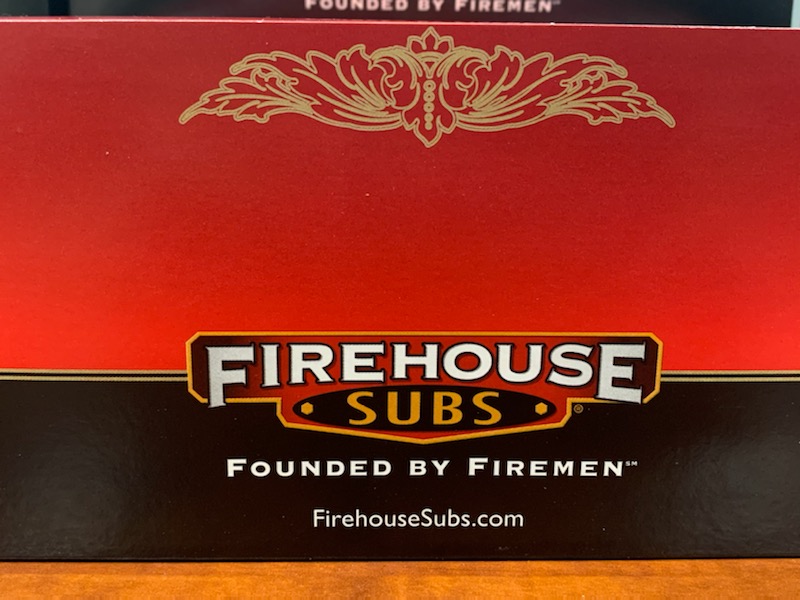 FOUNDED BY FIREMEN℠
FIREHOUSE
SUBS®
FOUNDED BY FIREMEN℠
FirehouseSubs.com